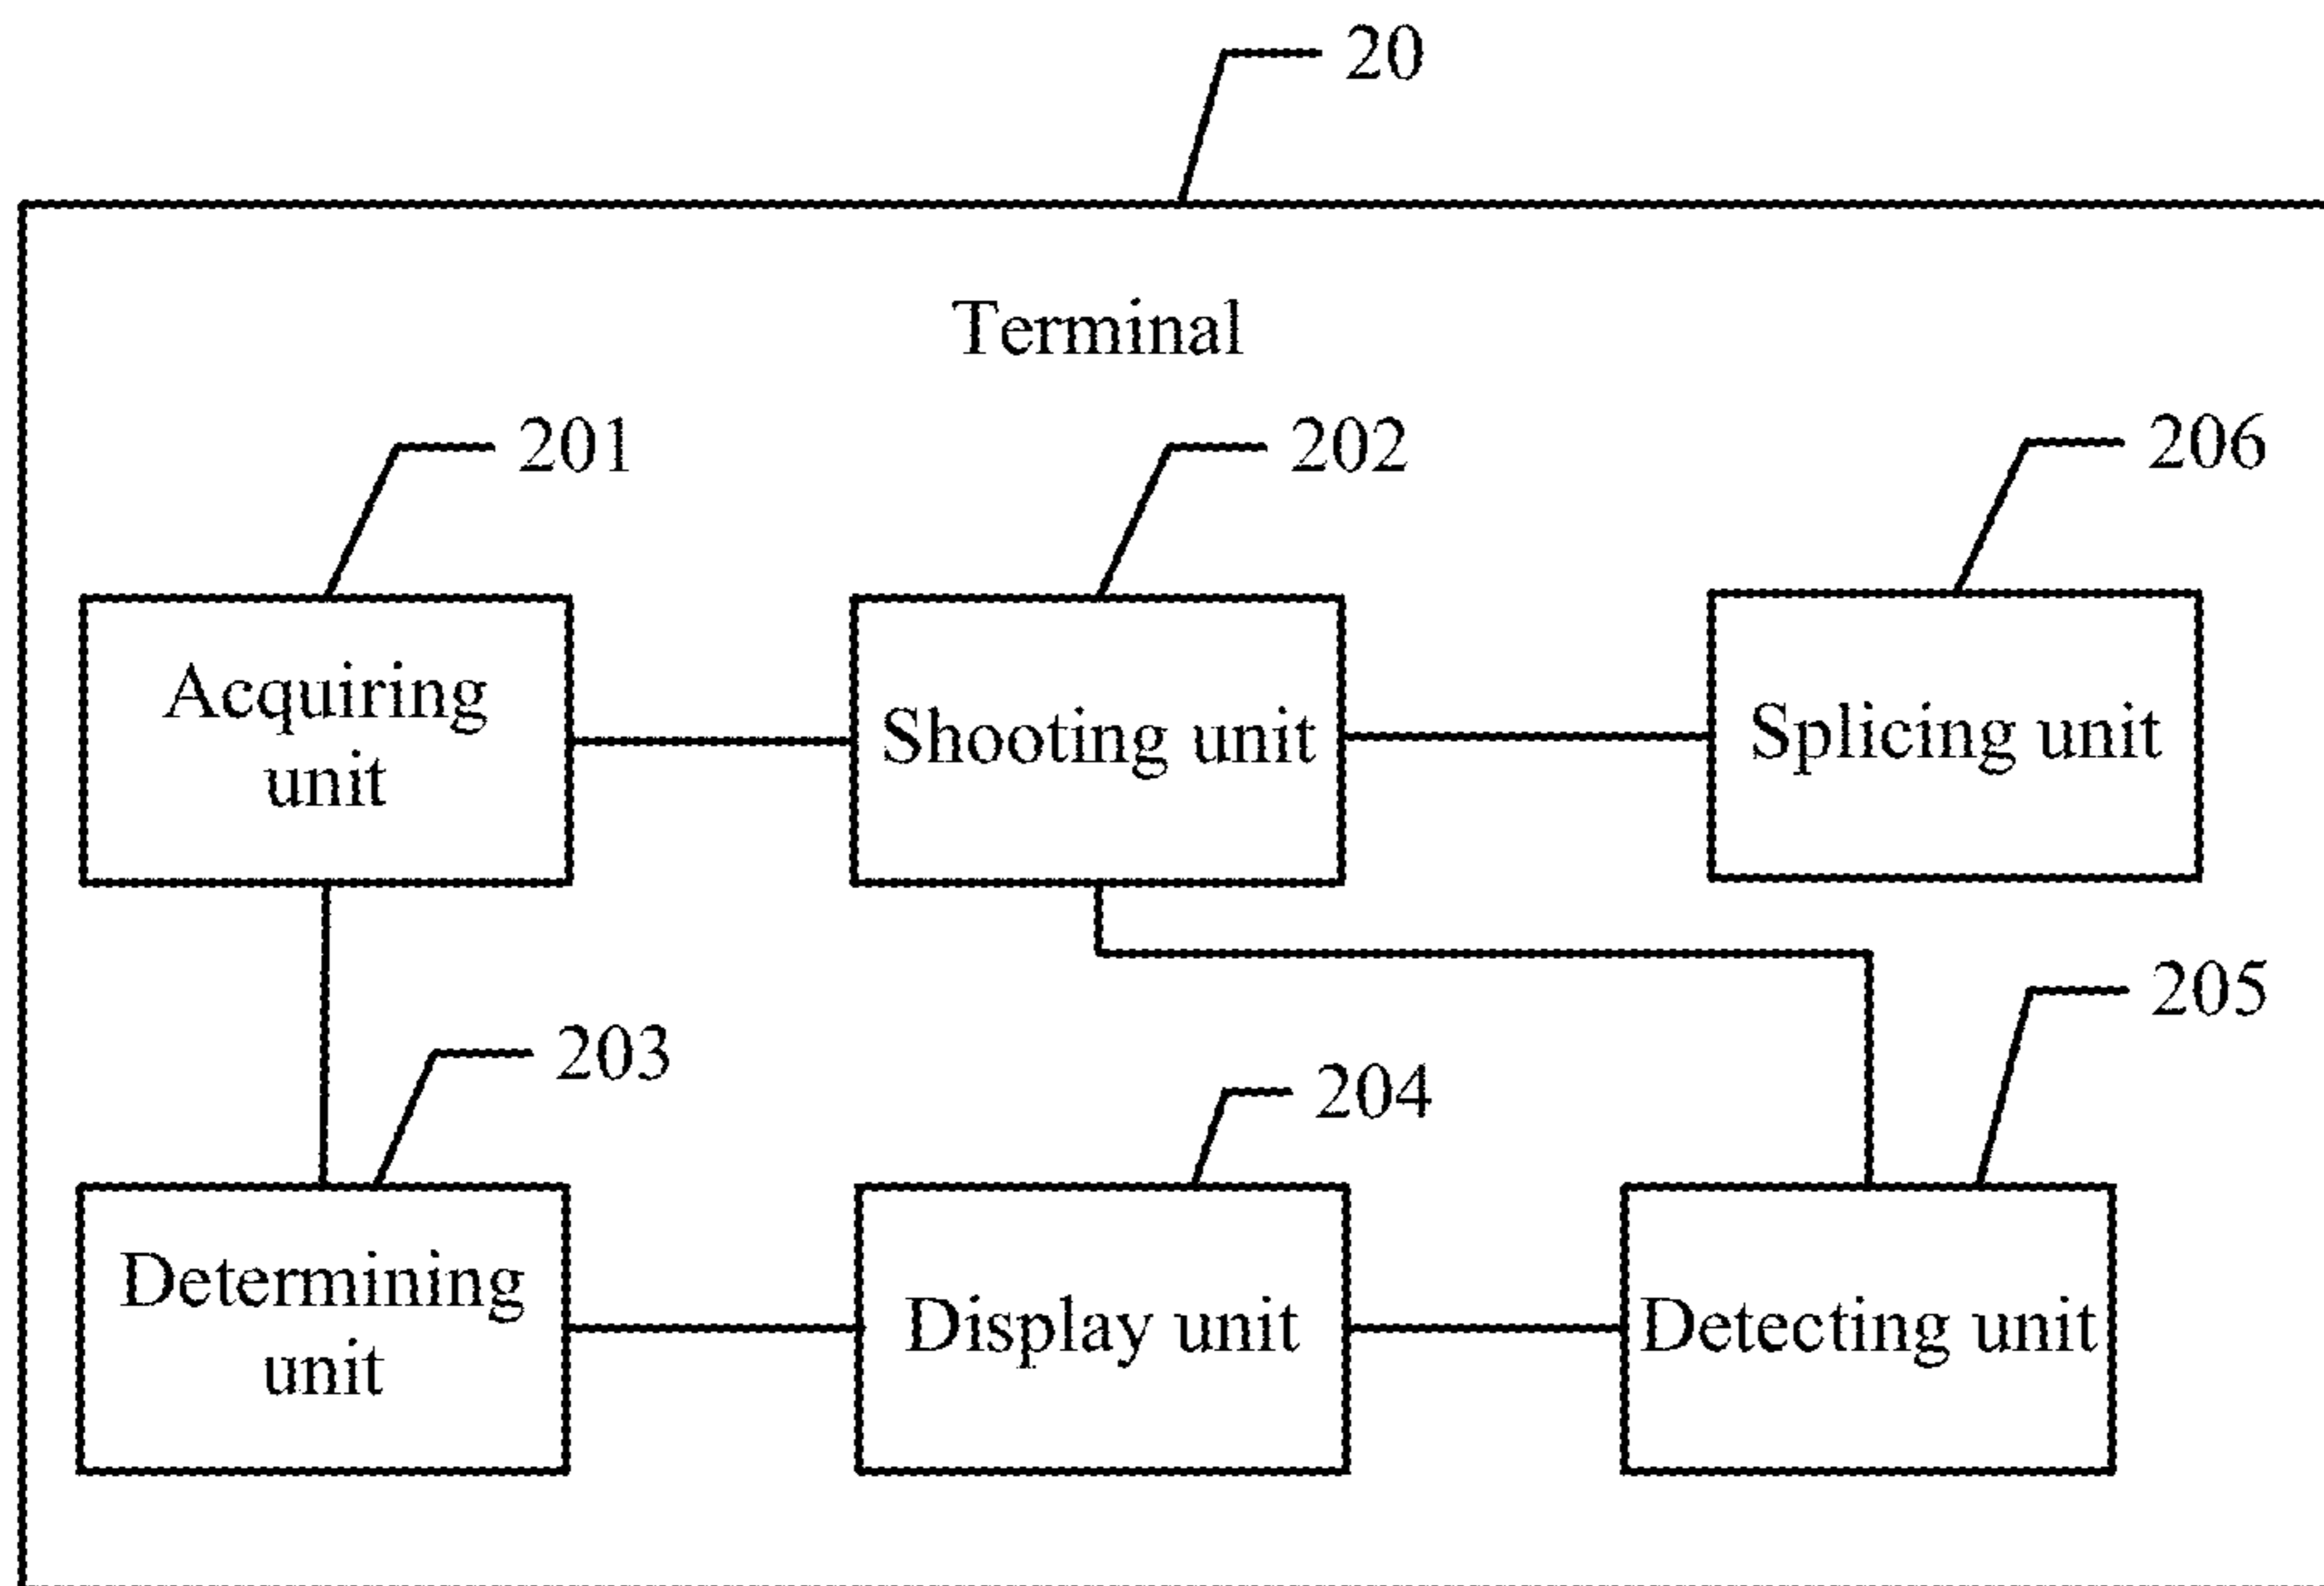 20
Terminal
201
202
206
Acquiring
unit
Shooting unit
Splicing unit
203
204
205
Determining
unit
Display unit
Detecting unit